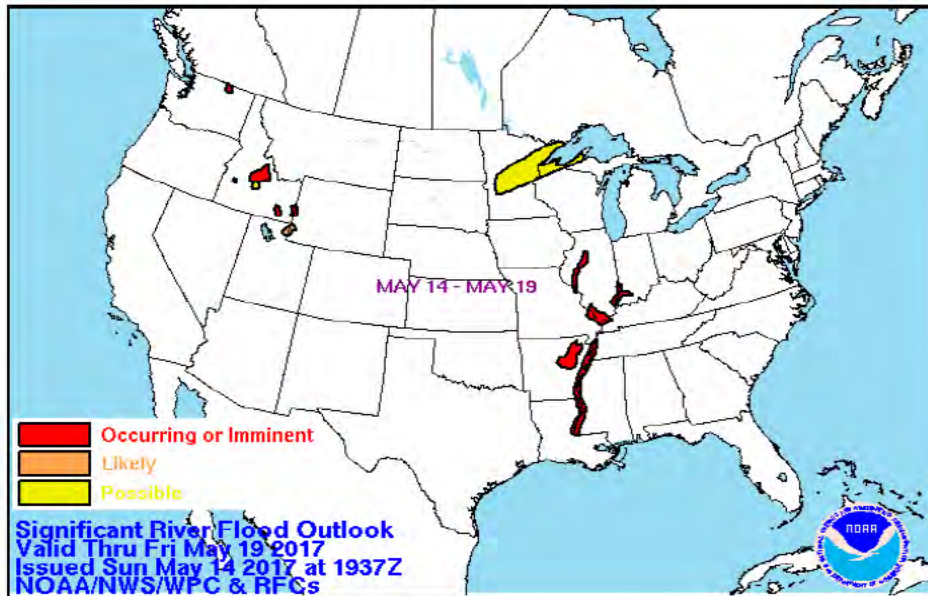 MAY 14 - MAY 19
Occurring or Imminent
Likely
Possible
Significant River Flood Outlook
Valid Thru Fri May 19 2017
Issued Sun May 14 2017 at 1937Z
NOAA/NWS/WPC & RFCs
NOAA